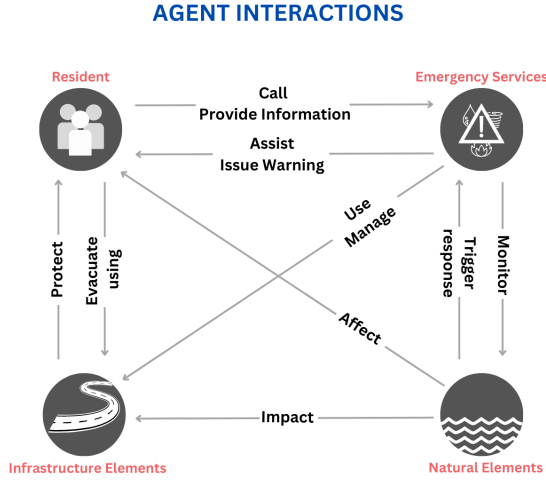 AGENT INTERACTIONS
Resident
Emergency Services
Call
Provide Information
Assist
Issue Warning
Use
Manage
Protect
Evacuate
using
Trigger
response
Monitor
Affect
Impact
Infrastructure Elements
Natural Elements